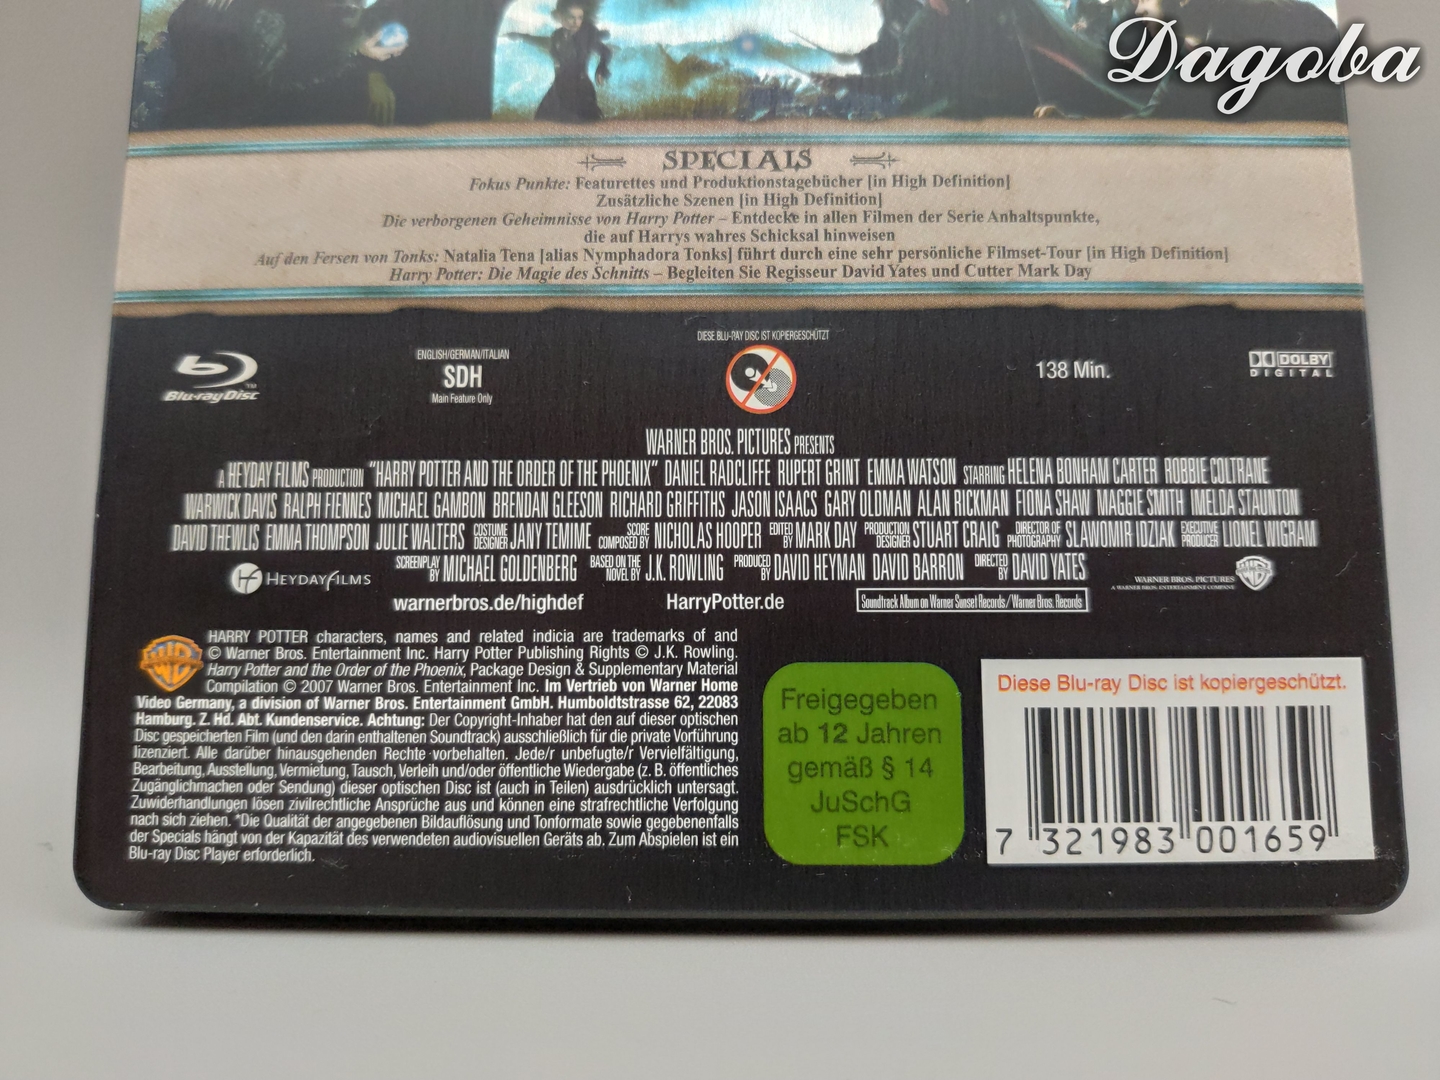 Dagoba
SPECIALS
Fokus Punkte: Featurettes und Produktionstagebücher [in High Definition]
Zusätzliche Szenen [in High Definition]
Die verborgenen Geheimnisse von Harry Potter – Entdecke in allen Filmen der Serie Anhaltspunkte,
die auf Harrys wahres Schicksal hinweisen
Auf den Fersen von Tonks: Natalia Tena [alias Nymphadora Tonks] führt durch eine sehr persönliche Filmset-Tour [in High Definition]
Harry Potter: Die Magie des Schnitts – Begleiten Sie Regisseur David Yates und Cutter Mark Day
DIESE BLU-RAY DISC IST KOPIERGESCHÜTZT
Blu-ray Disc™
ENGLISH/GERMAN/ITALIAN
SDH
Main Feature Only
138 Min.
DOLBY
DIGITAL
WARNER BROS. PICTURES PRESENTS
A HEYDAY FILMS PRODUCTION "HARRY POTTER AND THE ORDER OF THE PHOENIX" DANIEL RADCLIFFE RUPERT GRINT EMMA WATSON STARRING HELENA BONHAM CARTER ROBBIE COLTRANE
WARWICK DAVIS RALPH FIENNES MICHAEL GAMBON BRENDAN GLEESON RICHARD GRIFFITHS JASON ISAACS GARY OLDMAN ALAN RICKMAN FIONA SHAW MAGGIE SMITH IMELDA STAUNTON
DAVID THEWLIS EMMA THOMPSON JULIE WALTERS COSTUME DESIGNER JANY TEMIME SCORE COMPOSED BY NICHOLAS HOOPER EDITED BY MARK DAY PRODUCTION DESIGNER STUART CRAIG DIRECTOR OF PHOTOGRAPHY SLAWOMIR IDZIAK EXECUTIVE PRODUCER LIONEL WIGRAM
SCREENPLAY BY MICHAEL GOLDENBERG BASED ON THE NOVEL BY J.K. ROWLING PRODUCED BY DAVID HEYMAN DAVID BARRON DIRECTED BY DAVID YATES
HEYDAYFILMS
WARNER BROS. PICTURES
A WARNER BROS. ENTERTAINMENT COMPANY
warnerbros.de/highdef
HarryPotter.de
Soundtrack Album on Warner Sunset Records / Warner Bros. Records
HARRY POTTER characters, names and related indicia are trademarks of and
© Warner Bros. Entertainment Inc. Harry Potter Publishing Rights © J.K. Rowling.
Harry Potter and the Order of the Phoenix, Package Design & Supplementary Material
Compilation © 2007 Warner Bros. Entertainment Inc. Im Vertrieb von Warner Home
Video Germany, a division of Warner Bros. Entertainment GmbH. Humboldtstrasse 62, 22083
Hamburg. Z. Hd. Abt. Kundenservice. Achtung: Der Copyright-Inhaber hat den auf dieser optischen
Disc gespeicherten Film (und den darin enthaltenen Soundtrack) ausschließlich für die private Vorführung
lizenziert. Alle darüber hinausgehenden Rechte vorbehalten. Jede/r unbefugte/r Vervielfältigung,
Bearbeitung, Ausstellung, Vermietung, Tausch, Verleih und/oder öffentliche Wiedergabe (z. B. öffentliches
Zugänglichmachen oder Sendung) dieser optischen Disc ist (auch in Teilen) ausdrücklich untersagt.
Zuwiderhandlungen lösen zivilrechtliche Ansprüche aus und können eine strafrechtliche Verfolgung
nach sich ziehen. *Die Qualität der angegebenen Bildauflösung und Tonformate sowie gegebenenfalls
der Specials hängt von der Kapazität des verwendeten audiovisuellen Geräts ab. Zum Abspielen ist ein
Blu-ray Disc Player erforderlich.
Freigegeben
ab 12 Jahren
gemäß § 14
JuSchG
FSK
Diese Blu-ray Disc ist kopiergeschützt.
7 321983 001659